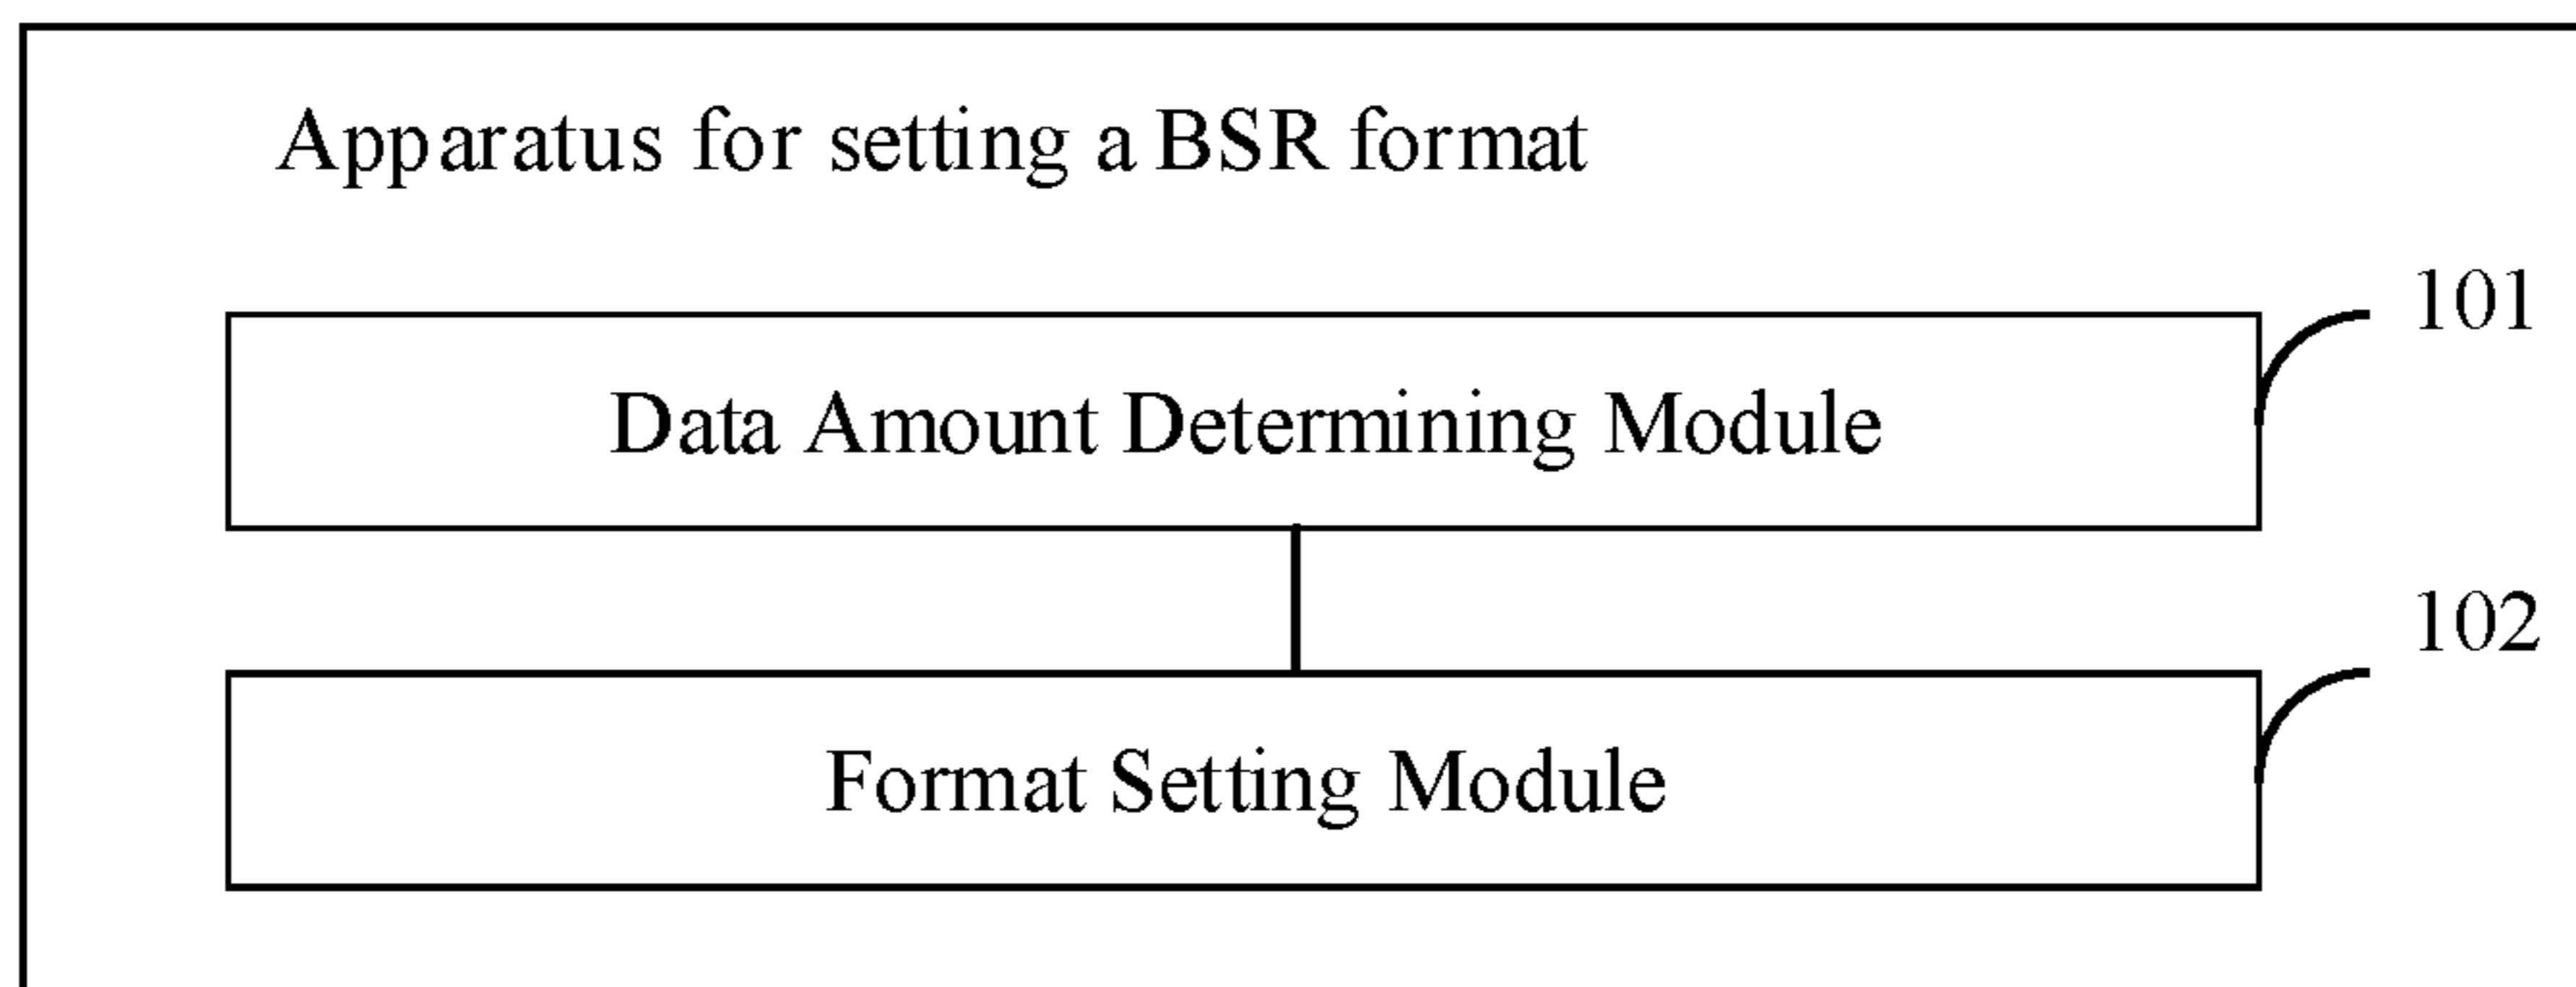 Apparatus for setting a BSR format
101
Data Amount Determining Module
102
Format Setting Module